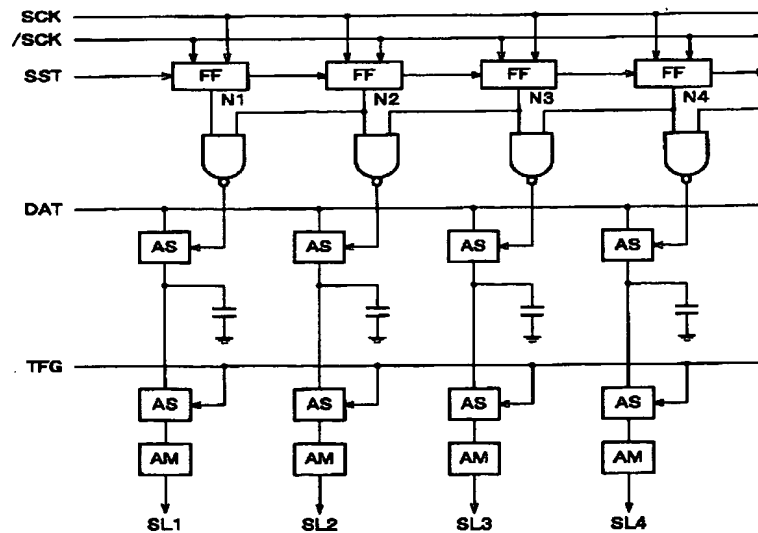 SCK
/SCK
SST FF FF FF FF
N1 N2 N3 N4
DAT
AS AS AS AS
TFG
AS AS AS AS
AM AM AM AM
SL1 SL2 SL3 SL4